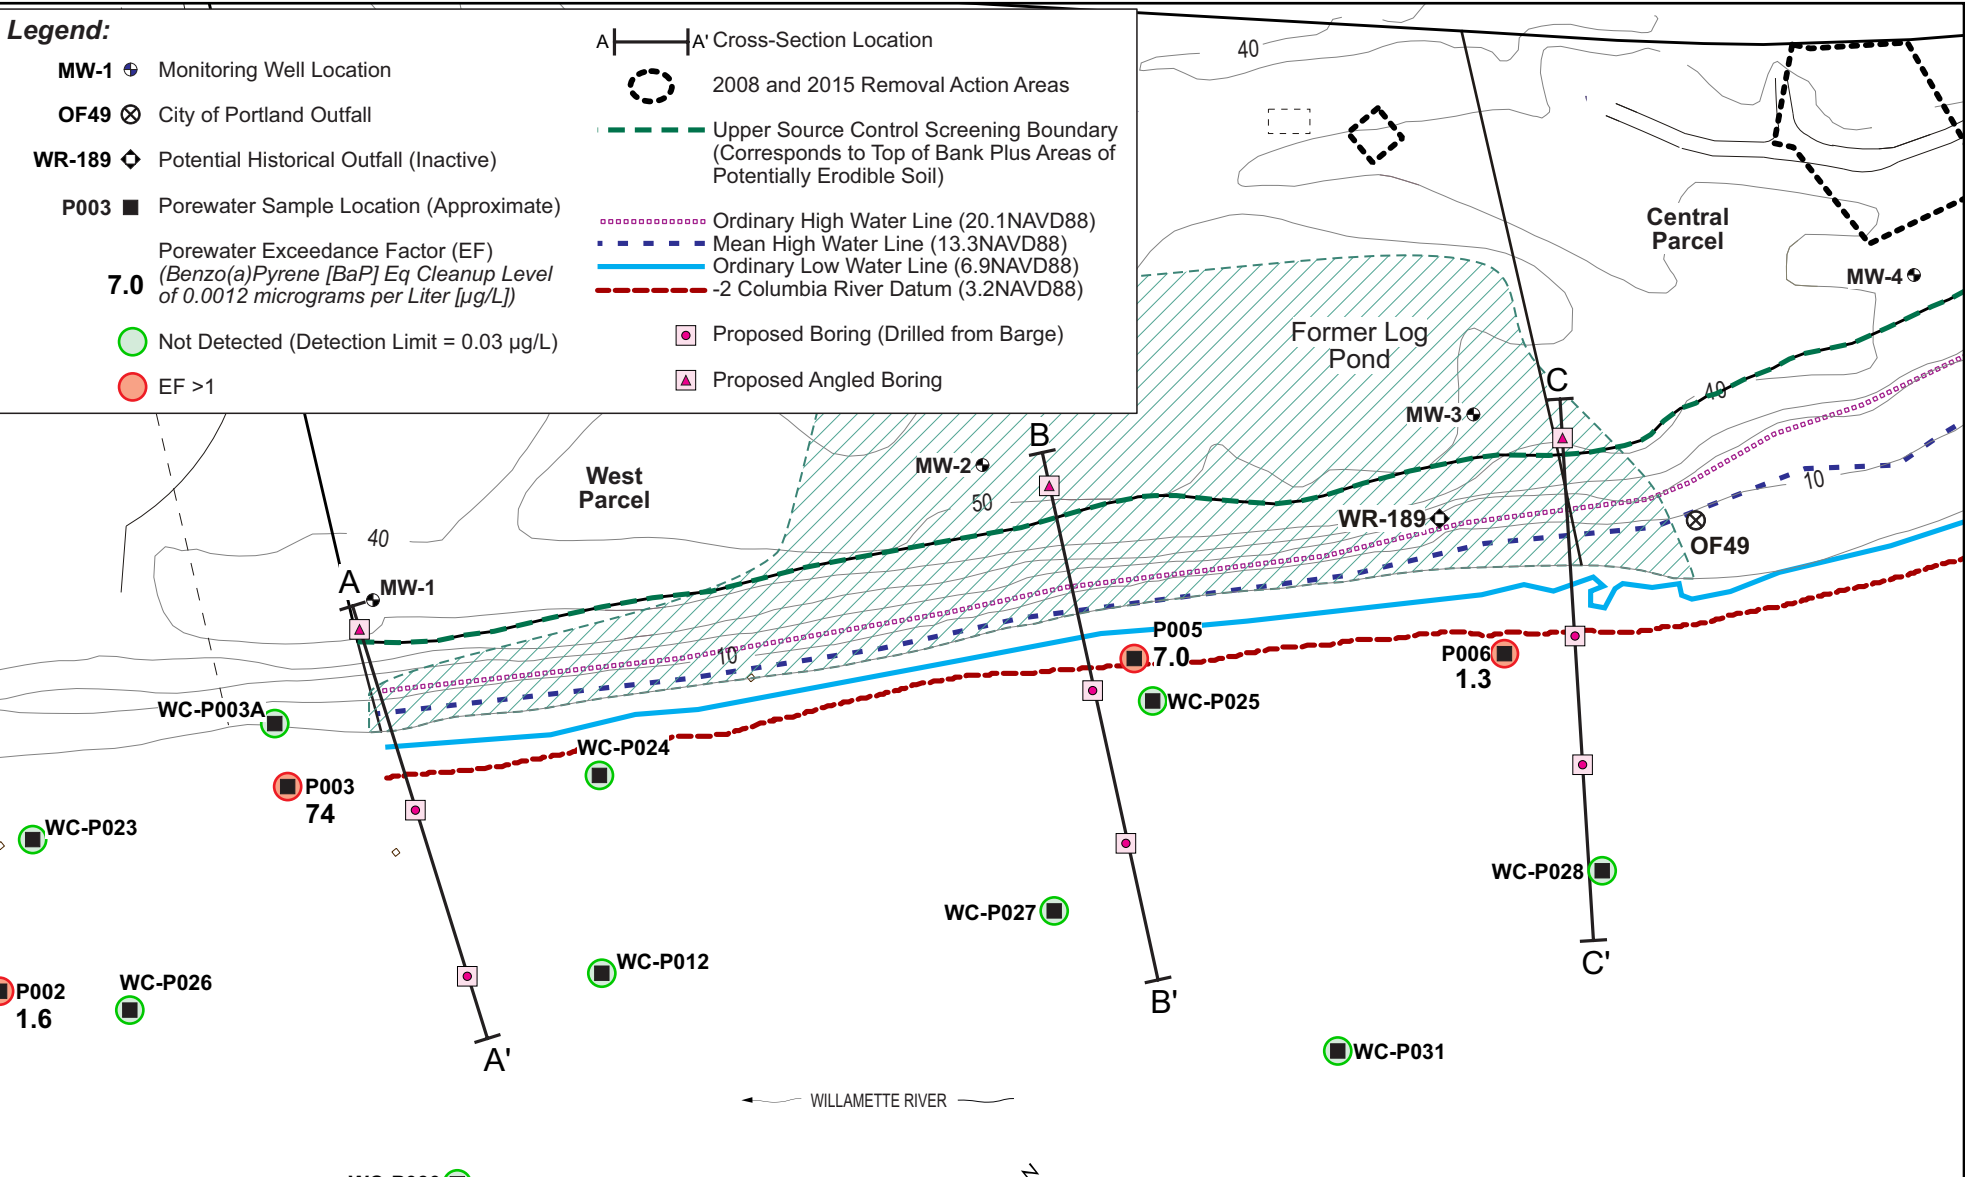 Legend:
MW-1 Monitoring Well Location
OF49 City of Portland Outfall
WR-189 Potential Historical Outfall (Inactive)
P003 Porewater Sample Location (Approximate)
Porewater Exceedance Factor (EF)
7.0 (Benzo(a)Pyrene [BaP] Eq Cleanup Level
of 0.0012 micrograms per Liter [µg/L])
Not Detected (Detection Limit = 0.03 µg/L)
EF >1
A A' Cross-Section Location
2008 and 2015 Removal Action Areas
Upper Source Control Screening Boundary
(Corresponds to Top of Bank Plus Areas of
Potentially Erodible Soil)
Ordinary High Water Line (20.1NAVD88)
Mean High Water Line (13.3NAVD88)
Ordinary Low Water Line (6.9NAVD88)
-2 Columbia River Datum (3.2NAVD88)
Proposed Boring (Drilled from Barge)
Proposed Angled Boring
40
Central
Parcel
MW-4
Former Log
Pond
C
40
MW-3
B
MW-2
West
Parcel
10
50
WR-189
OF49
40
A
MW-1
P005
7.0
10
P006
1.3
WC-P003A
WC-P025
WC-P024
P003
74
WC-P023
WC-P028
WC-P027
WC-P012
C'
WC-P026
P002
1.6
B'
A'
WC-P031
WILLAMETTE RIVER